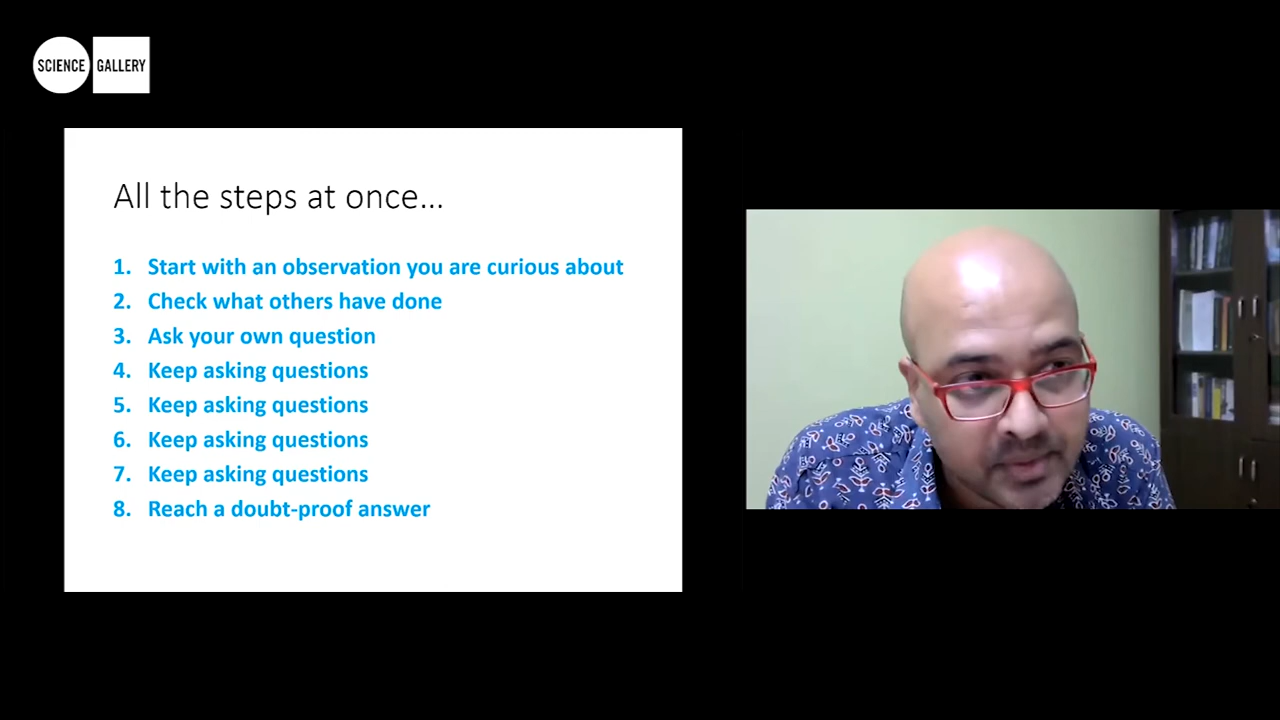 SCIENCE GALLERY
All the steps at once...
1. Start with an observation you are curious about
2. Check what others have done
3. Ask your own question
4. Keep asking questions
5. Keep asking questions
6. Keep asking questions
7. Keep asking questions
8. Reach a doubt-proof answer